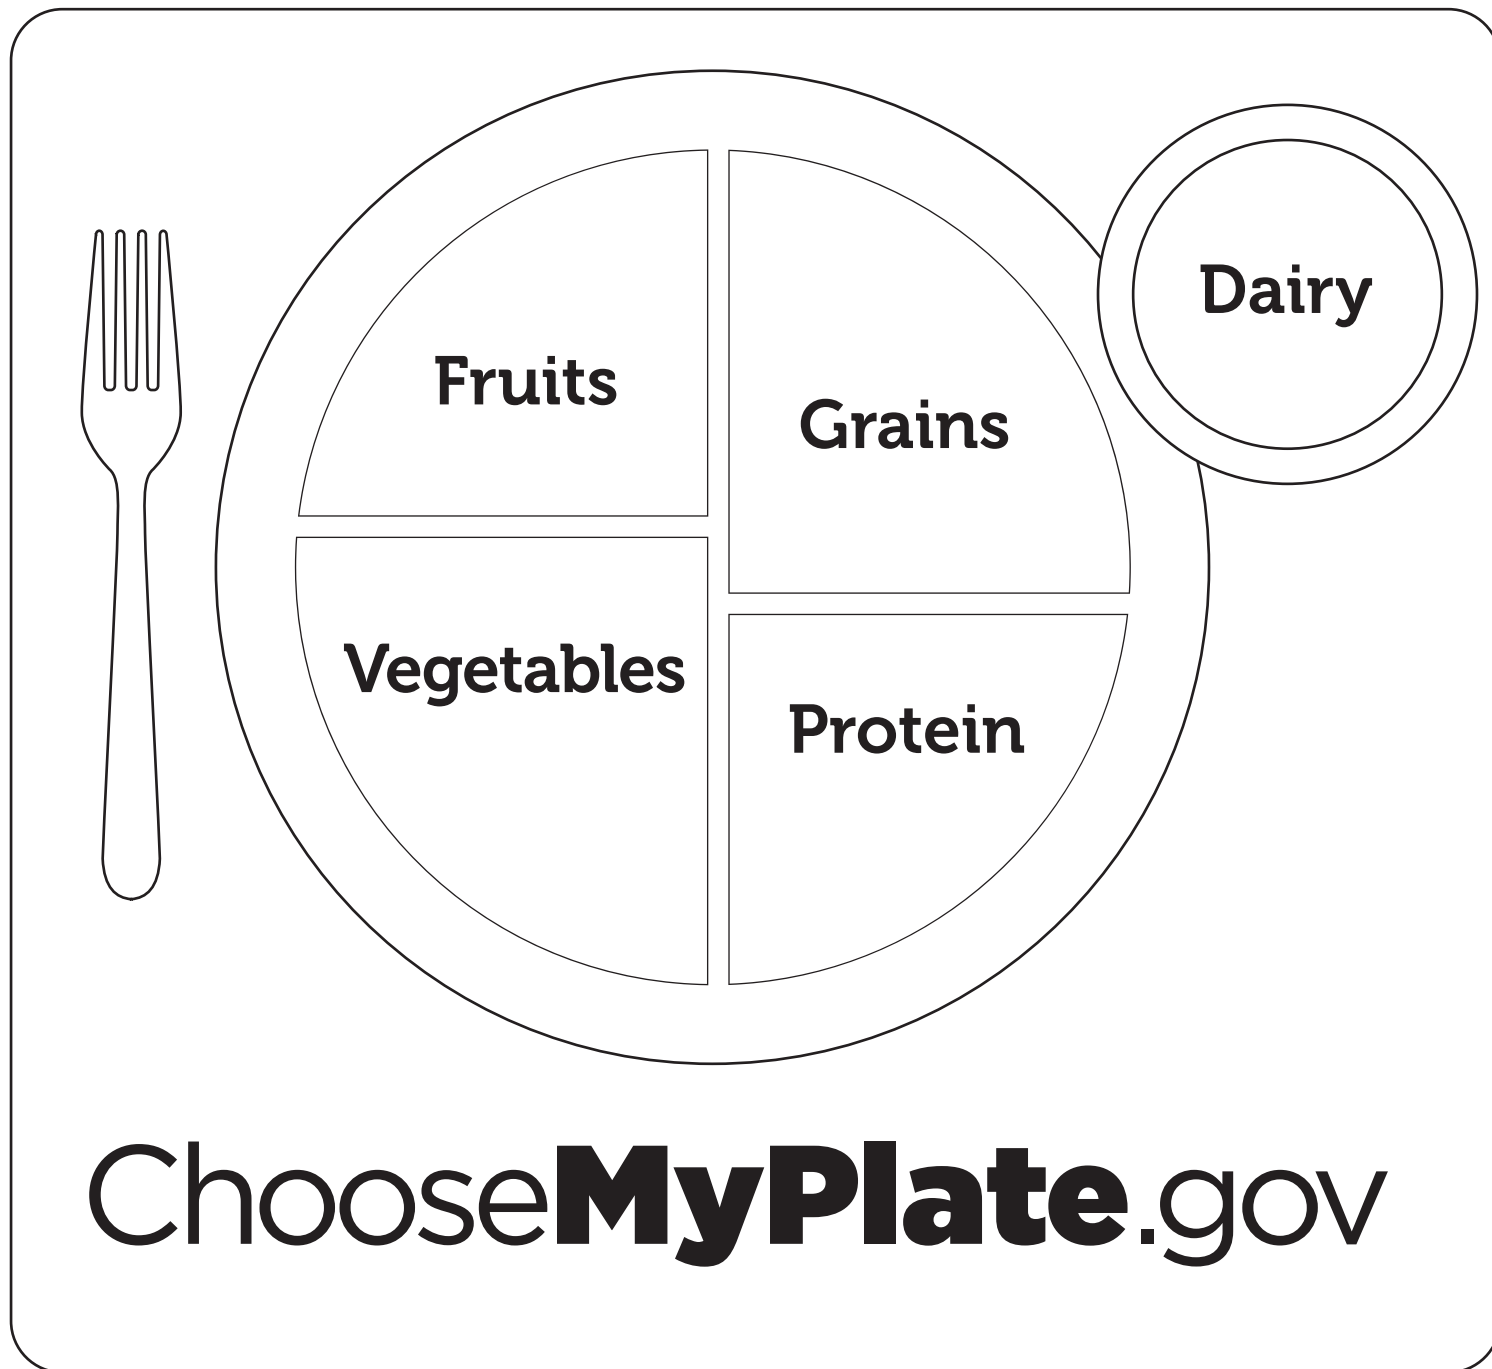 Dairy
Fruits
Grains
Vegetables
Protein
ChooseMyPlate.gov